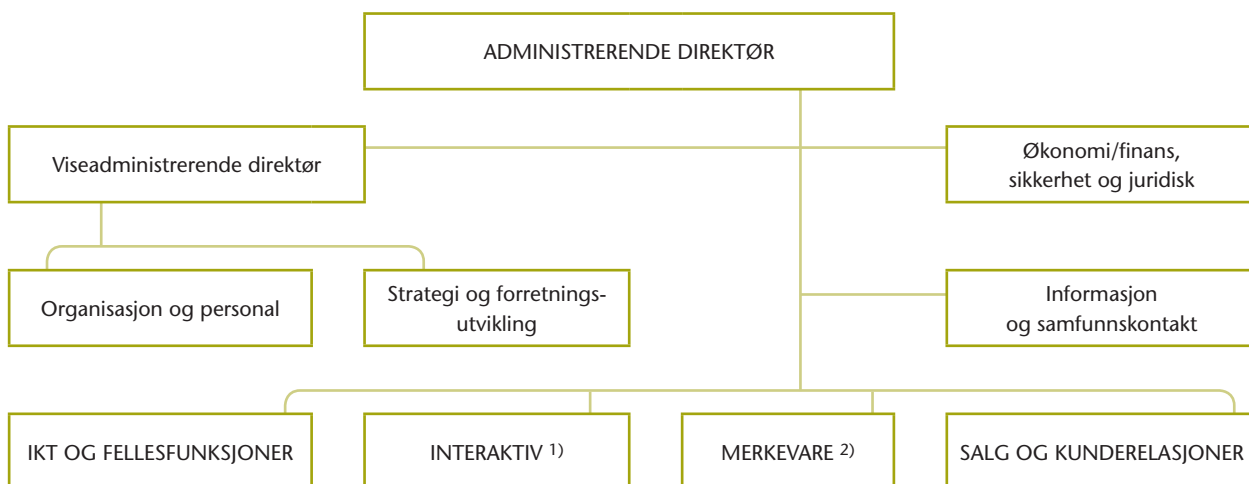 ADMINISTRERENDE DIREKTØR
Viseadministrerende direktør
Økonomi/finans,
sikkerhet og juridisk
Organisasjon og personal
Strategi og forretnings-
utvikling
Informasjon
og samfunnskontakt
IKT OG FELLESFUNKSJONER
INTERAKTIV 1)
MERKEVARE 2)
SALG OG KUNDERELASJONER